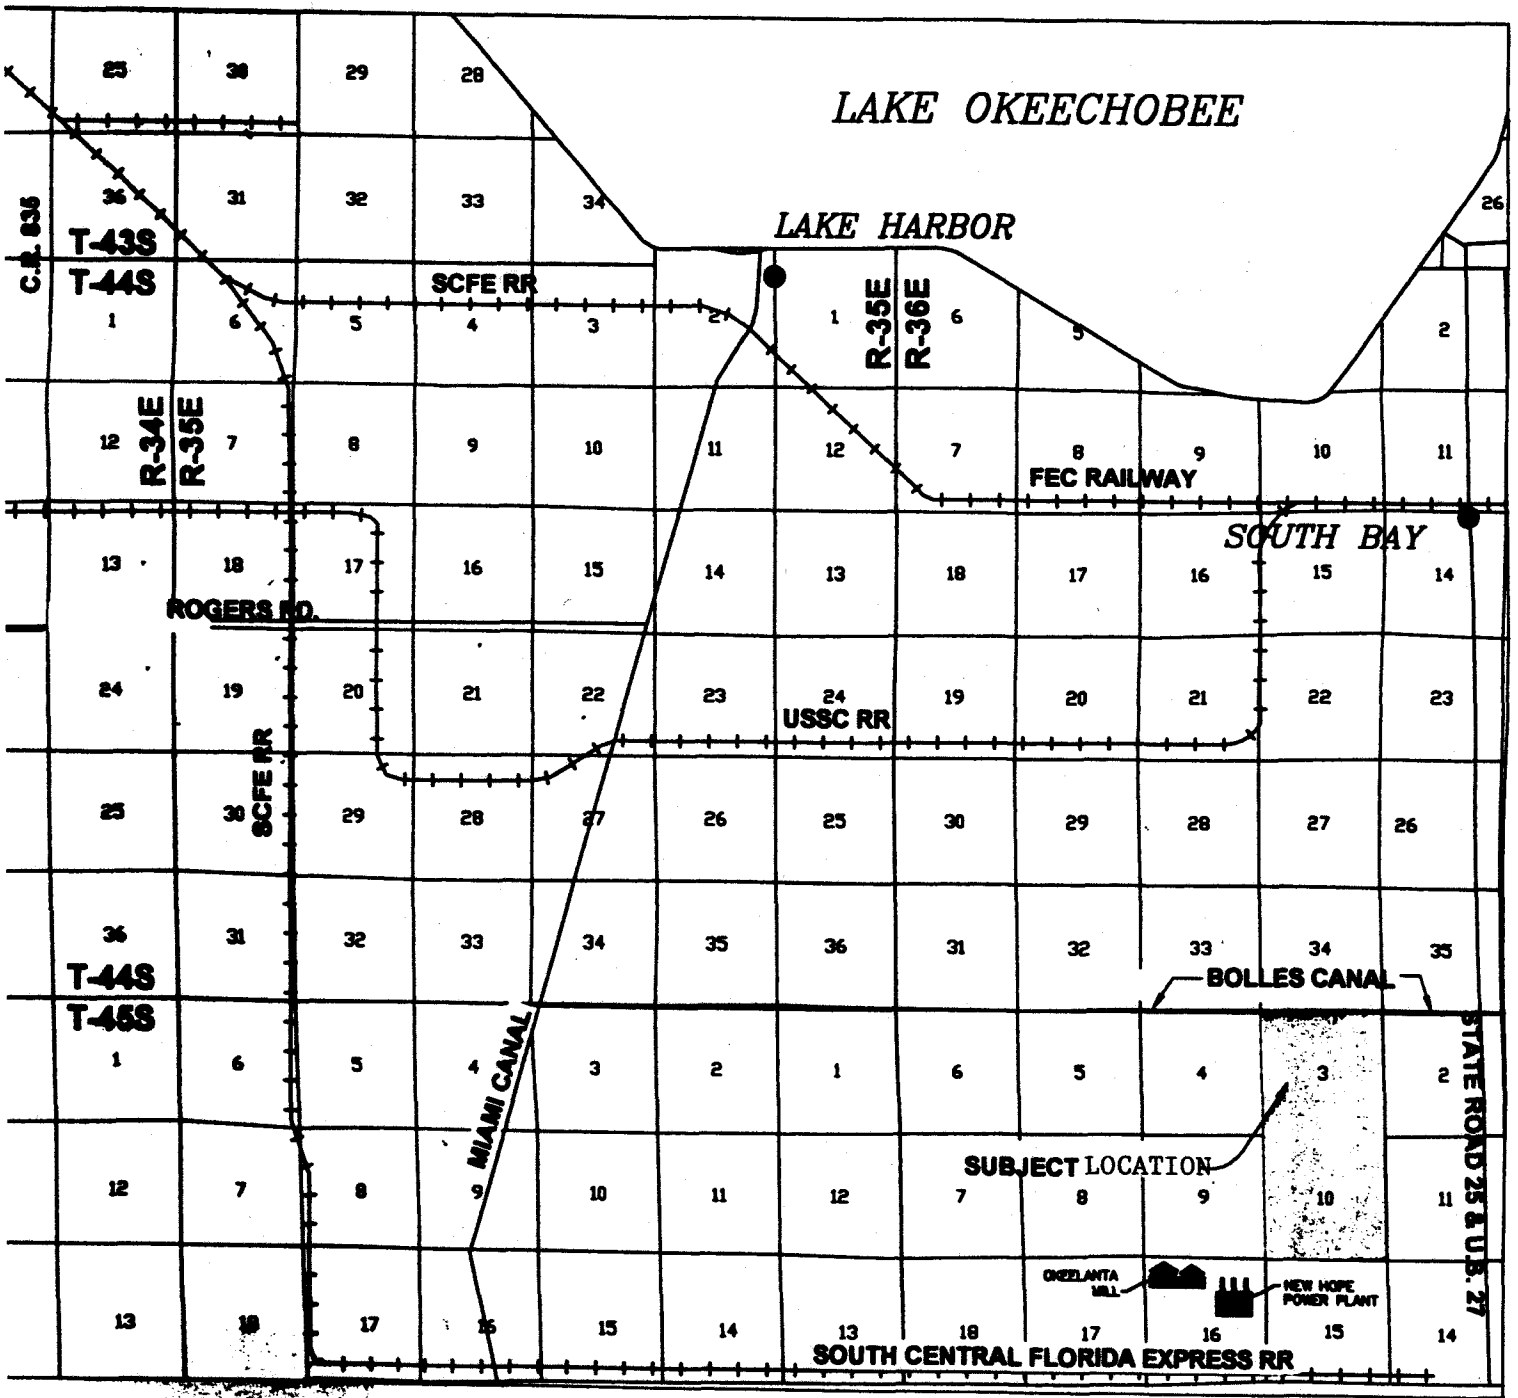 25 30 29 28
LAKE OKEECHOBEE
36 31 32 33 34 26
C.R. 835
T-43S
T-44S
LAKE HARBOR
SCFE RR
1 6 5 4 3 2 1 6 5 2
R-35E
R-36E
R-34E
R-35E
12 7 8 9 10 11 12 7 8 9 10 11
FEC RAILWAY
SOUTH BAY
13 18 17 16 15 14 13 18 17 16 15 14
ROGERS RD.
24 19 20 21 22 23 24 19 20 21 22 23
USSC RR
SCFE RR
25 30 29 28 27 26 25 30 29 28 27 26
36 31 32 33 34 35 36 31 32 33 34 35
T-44S
T-45S
BOLLES CANAL
MIAMI CANAL
1 6 5 4 3 2 1 6 5 4 3 2
STATE ROAD 25 & U.S. 27
SUBJECT LOCATION
12 7 8 9 10 11 12 7 8 9 10 11
OKEELANTA
MILL
NEW HOPE
POWER PLANT
13 18 17 16 15 14 13 18 17 16 15 14
SOUTH CENTRAL FLORIDA EXPRESS RR